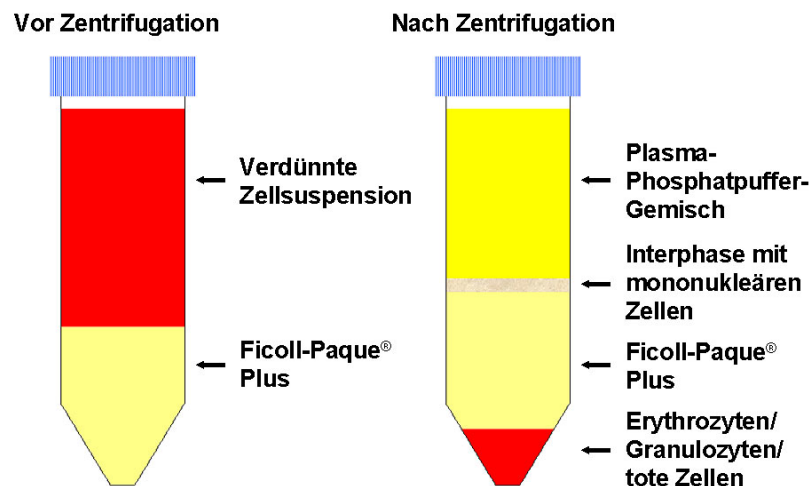 Vor Zentrifugation
Verdünnte
Zellsuspension
Ficoll-Paque®
Plus
Nach Zentrifugation
Plasma-
Phosphatpuffer-
Gemisch
Interphase mit
mononukleären
Zellen
Ficoll-Paque®
Plus
Erythrozyten/
Granulozyten/
tote Zellen